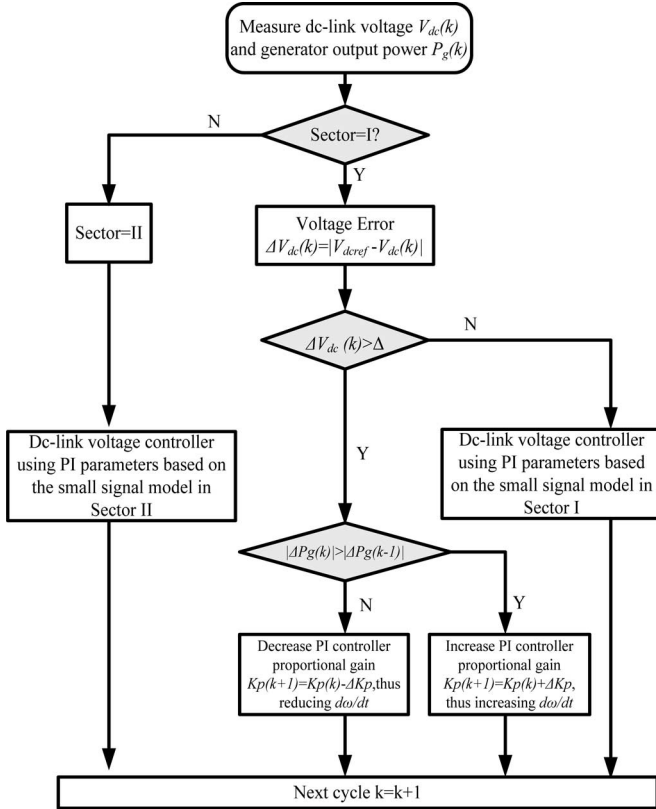 Measure dc-link voltage Vdc(k)
and generator output power Pg(k)
N
Sector=I?
Y
Sector=II
Voltage Error
ΔVdc(k)=|Vdcref -Vdc(k)|
N
ΔVdc (k)>Δ
Dc-link voltage controller
using PI parameters based on
the small signal model in
Sector II
Y
Dc-link voltage controller
using PI parameters based
on the small signal model in
Sector I
|ΔPg(k)|>|ΔPg(k-1)|
N
Y
Decrease PI controller
proportional gain
Kp(k+1)=Kp(k)-ΔKp,thus
reducing dω/dt
Increase PI controller
proportional gain
Kp(k+1)=Kp(k)+ΔKp,
thus increasing dω/dt
Next cycle k=k+1